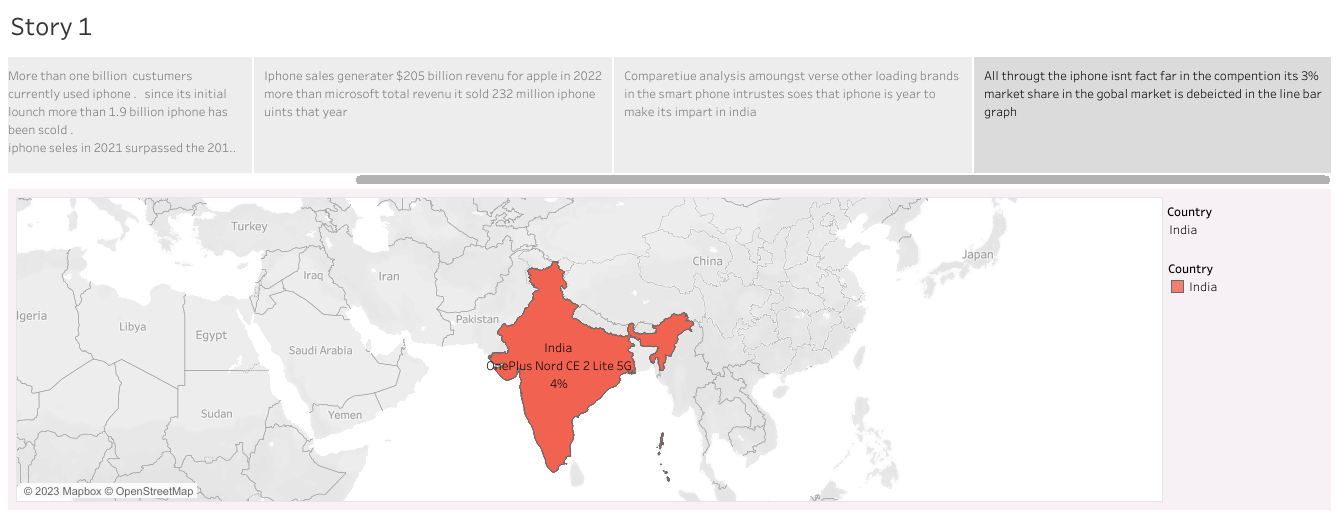 Story 1
More than one billion custumers
currently used iphone . since its initial
lounch more than 1.9 billion iphone has
been scold .
iphone seles in 2021 surpassed the 201..
Iphone sales generater $205 billion revenu for apple in 2022
more than microsoft total revenu it sold 232 million iphone
uints that year
Comparetiue analysis amoungst verse other loading brands
in the smart phone intrustes soes that iphone is year to
make its impart in india
All througt the iphone isnt fact far in the compention its 3%
market share in the gobal market is debeicted in the line bar
graph
Turkey
China
Japan
Iraq
Iran
Pakistan
lgeria
Libya
Egypt
Saudi Arabia
India
OnePlus Nord CE 2 Lite 5G
4%
Sudan
Yemen
© 2023 Mapbox © OpenStreetMap
Country
India
Country
India